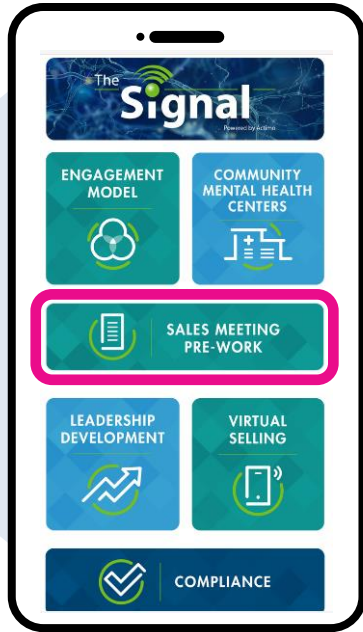 The
Signal
Powered by Actimo
ENGAGEMENT
MODEL
COMMUNITY
MENTAL HEALTH
CENTERS
SALES MEETING
PRE-WORK
LEADERSHIP
DEVELOPMENT
VIRTUAL
SELLING
COMPLIANCE